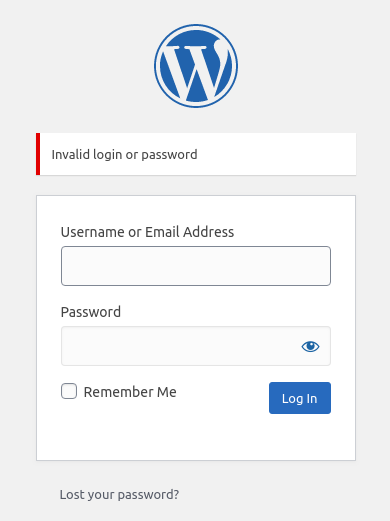 Invalid login or password
Username or Email Address
Password
Remember Me
Log In
Lost your password?